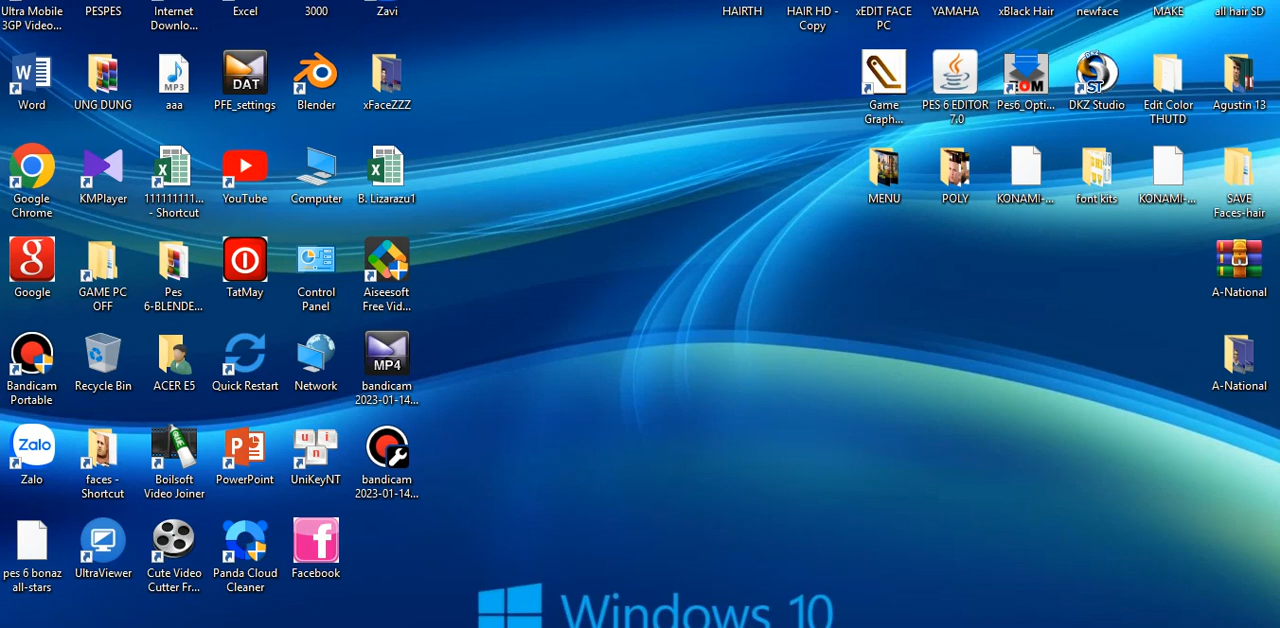 Ultra Mobile
3GP Video...
PESPES
Internet
Downlo...
Excel
3000
Zavi
HAIRTH
HAIR HD -
Copy
xEDIT FACE
PC
YAMAHA
xBlack Hair
newface
MAKE
all hair SD
Word
UNG DUNG
MP3
aaa
DAT
PFE_settings
Blender
xFaceZZZ
Game
Graph...
PES 6 EDITOR
7.0
Pes6_Opti...
DKZ Studio
Edit Color
THUTD
Agustin 13
Google
Chrome
KMPlayer
111111111...
- Shortcut
YouTube
Computer
B. Lizarazu1
MENU
POLY
KONAMI-...
font kits
KONAMI-...
SAVE
Faces-hair
Google
GAME PC
OFF
Pes
6-BLENDE...
TatMay
Control
Panel
Aiseesoft
Free Vid...
A-National
Bandicam
Portable
Recycle Bin
ACER E5
Quick Restart
Network
MP4
bandicam
2023-01-14...
A-National
Zalo
Zalo
faces -
Shortcut
Boilsoft
Video Joiner
PowerPoint
UniKeyNT
bandicam
2023-01-14...
pes 6 bonaz
all-stars
UltraViewer
Cute Video
Cutter Fr...
Panda Cloud
Cleaner
Facebook
Windows 10